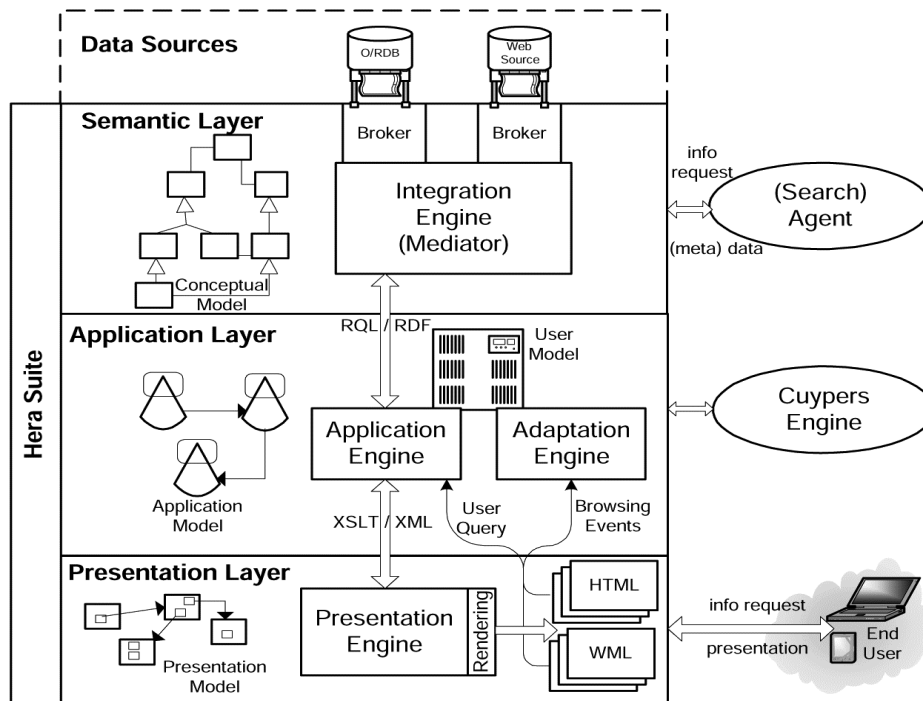 Data Sources
O/RDB
Web
Source
Hera Suite
Semantic Layer
Broker
Broker
Integration
Engine
(Mediator)
Conceptual
Model
info
request
(Search)
Agent
(meta) data
RQL / RDF
Application Layer
User
Model
Application
Engine
Adaptation
Engine
Application
Model
Cuypers
Engine
XSLT / XML
User
Query
Browsing
Events
Presentation Layer
Presentation
Engine
Rendering
HTML
WML
Presentation
Model
info request
presentation
End
User